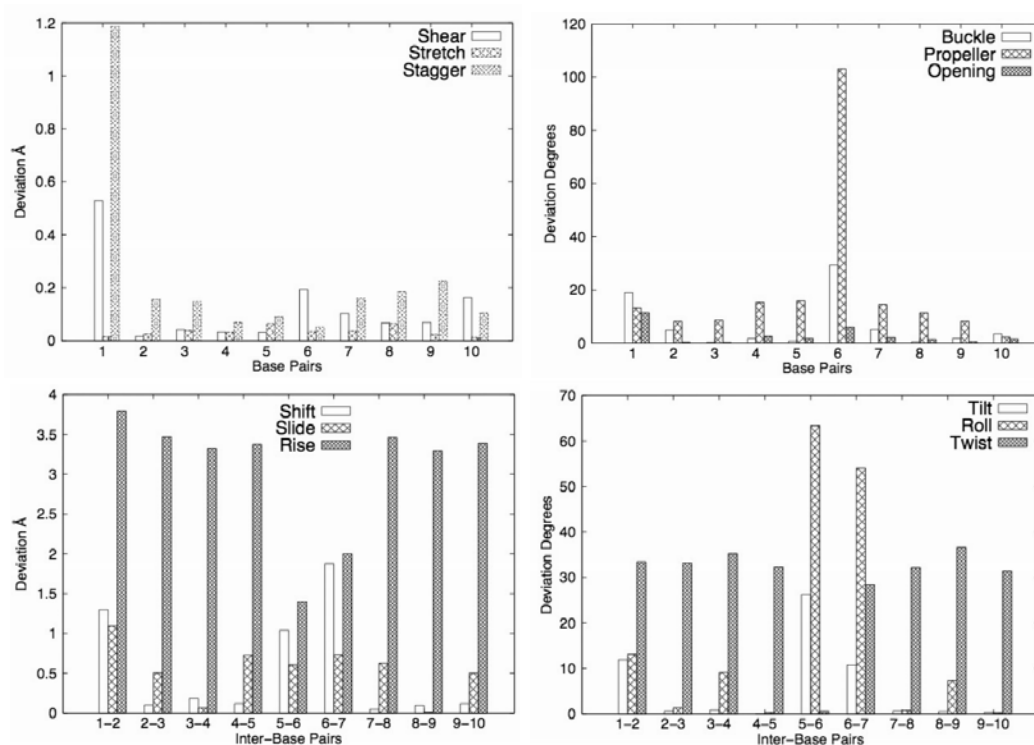 1.2
1
0.8
0.6
0.4
0.2
0
Deviation Å
Shear
Stretch
Stagger
1 2 3 4 5 6 7 8 9 10
Base Pairs
120
100
80
60
40
20
0
Deviation Degrees
Buckle
Propeller
Opening
1 2 3 4 5 6 7 8 9 10
Base Pairs
4
3.5
3
2.5
2
1.5
1
0.5
0
Deviation Å
Shift
Slide
Rise
1–2 2–3 3–4 4–5 5–6 6–7 7–8 8–9 9–10
Inter–Base Pairs
70
60
50
40
30
20
10
0
Deviation Degrees
Tilt
Roll
Twist
1–2 2–3 3–4 4–5 5–6 6–7 7–8 8–9 9–10
Inter–Base Pairs